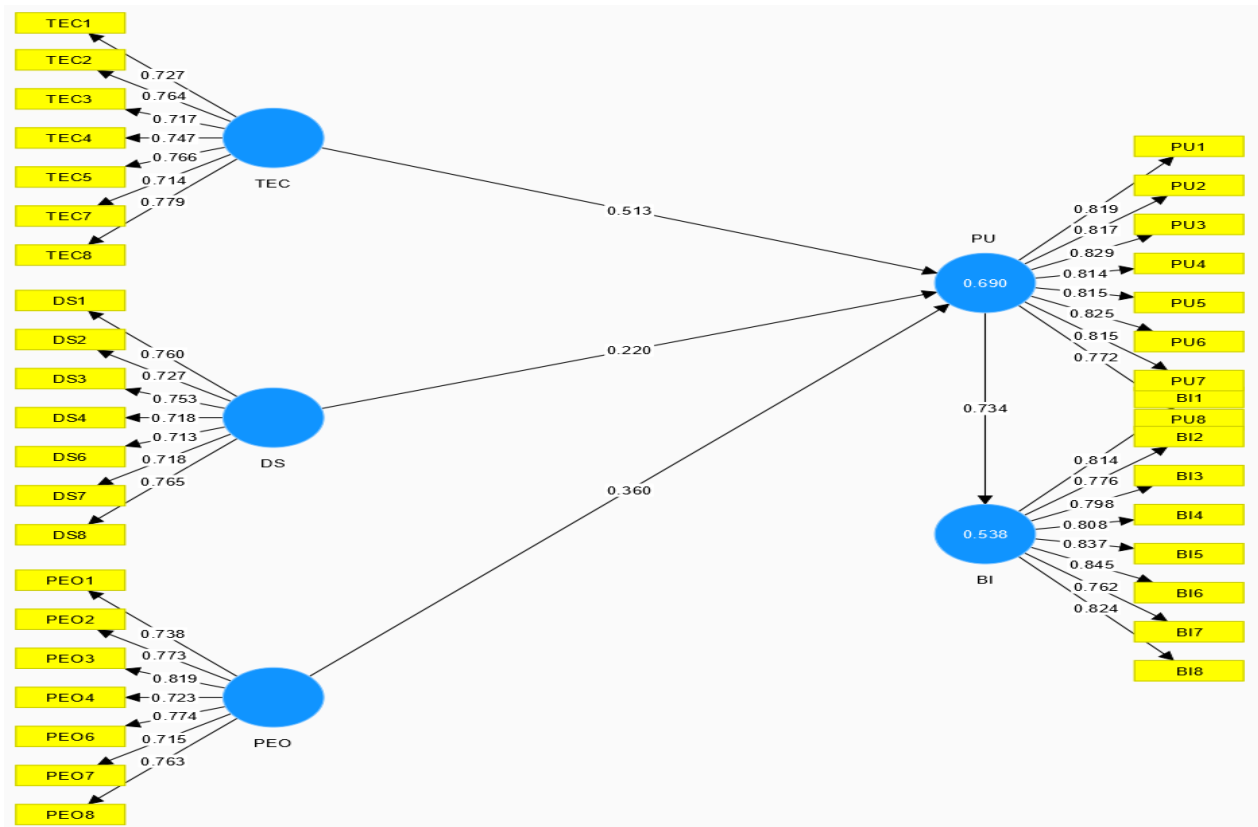 TEC1
TEC2
TEC3
TEC4
TEC5
TEC7
TEC8
0.727
0.764
0.717
0.747
0.766
0.714
0.779
TEC
DS1
DS2
DS3
DS4
DS6
DS7
DS8
0.760
0.727
0.753
0.718
0.713
0.718
0.765
DS
PEO1
PEO2
PEO3
PEO4
PEO6
PEO7
PEO8
0.738
0.773
0.819
0.723
0.774
0.715
0.763
PEO
0.513
0.220
0.360
PU
0.690
0.734
0.538
BI
0.819
0.817
0.829
0.814
0.815
0.825
0.815
0.772
PU1
PU2
PU3
PU4
PU5
PU6
PU7
BI1
PU8
BI2
BI3
BI4
BI5
BI6
BI7
BI8
0.814
0.776
0.798
0.808
0.837
0.845
0.762
0.824